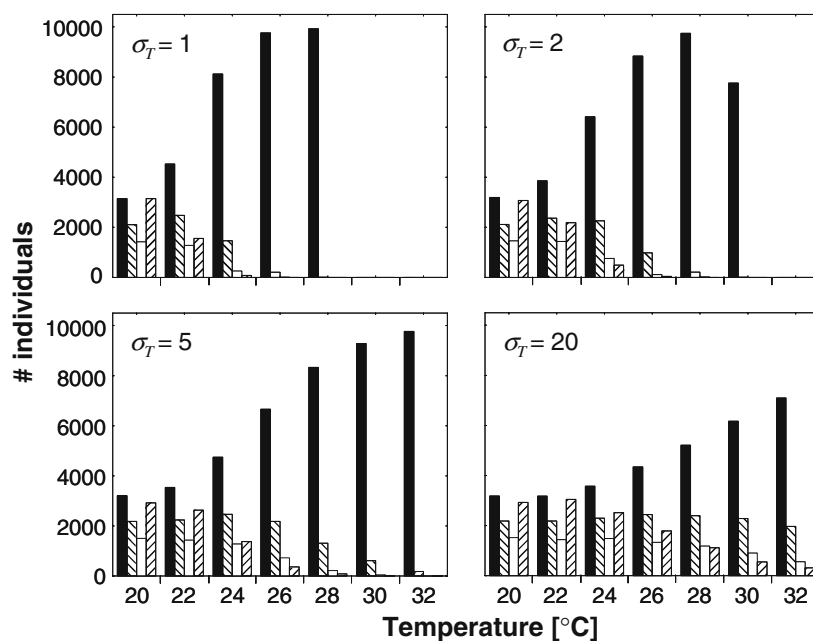 σT = 1
σT = 2
10000
8000
6000
4000
2000
0
# individuals
σT = 5
σT = 20
10000
8000
6000
4000
2000
0
20 22 24 26 28 30 32
20 22 24 26 28 30 32
Temperature [°C]